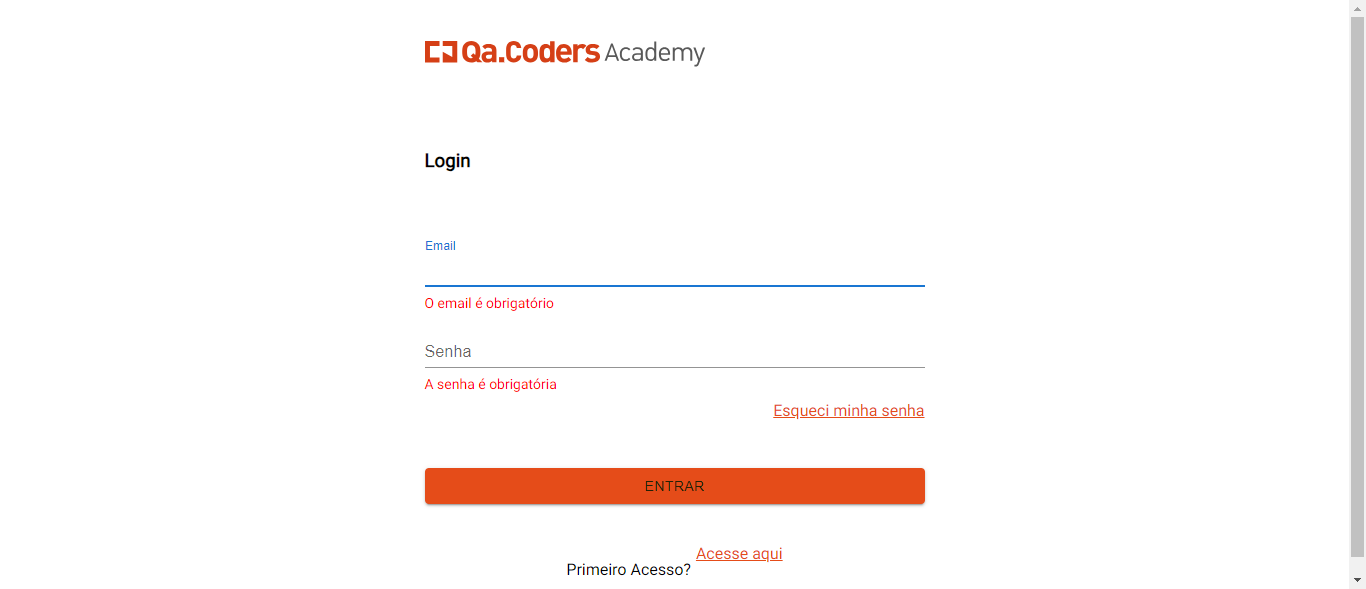 Qa.Coders Academy
Login
Email
O email é obrigatório
Senha
A senha é obrigatória
Esqueci minha senha
ENTRAR
Primeiro Acesso? Acesse aqui